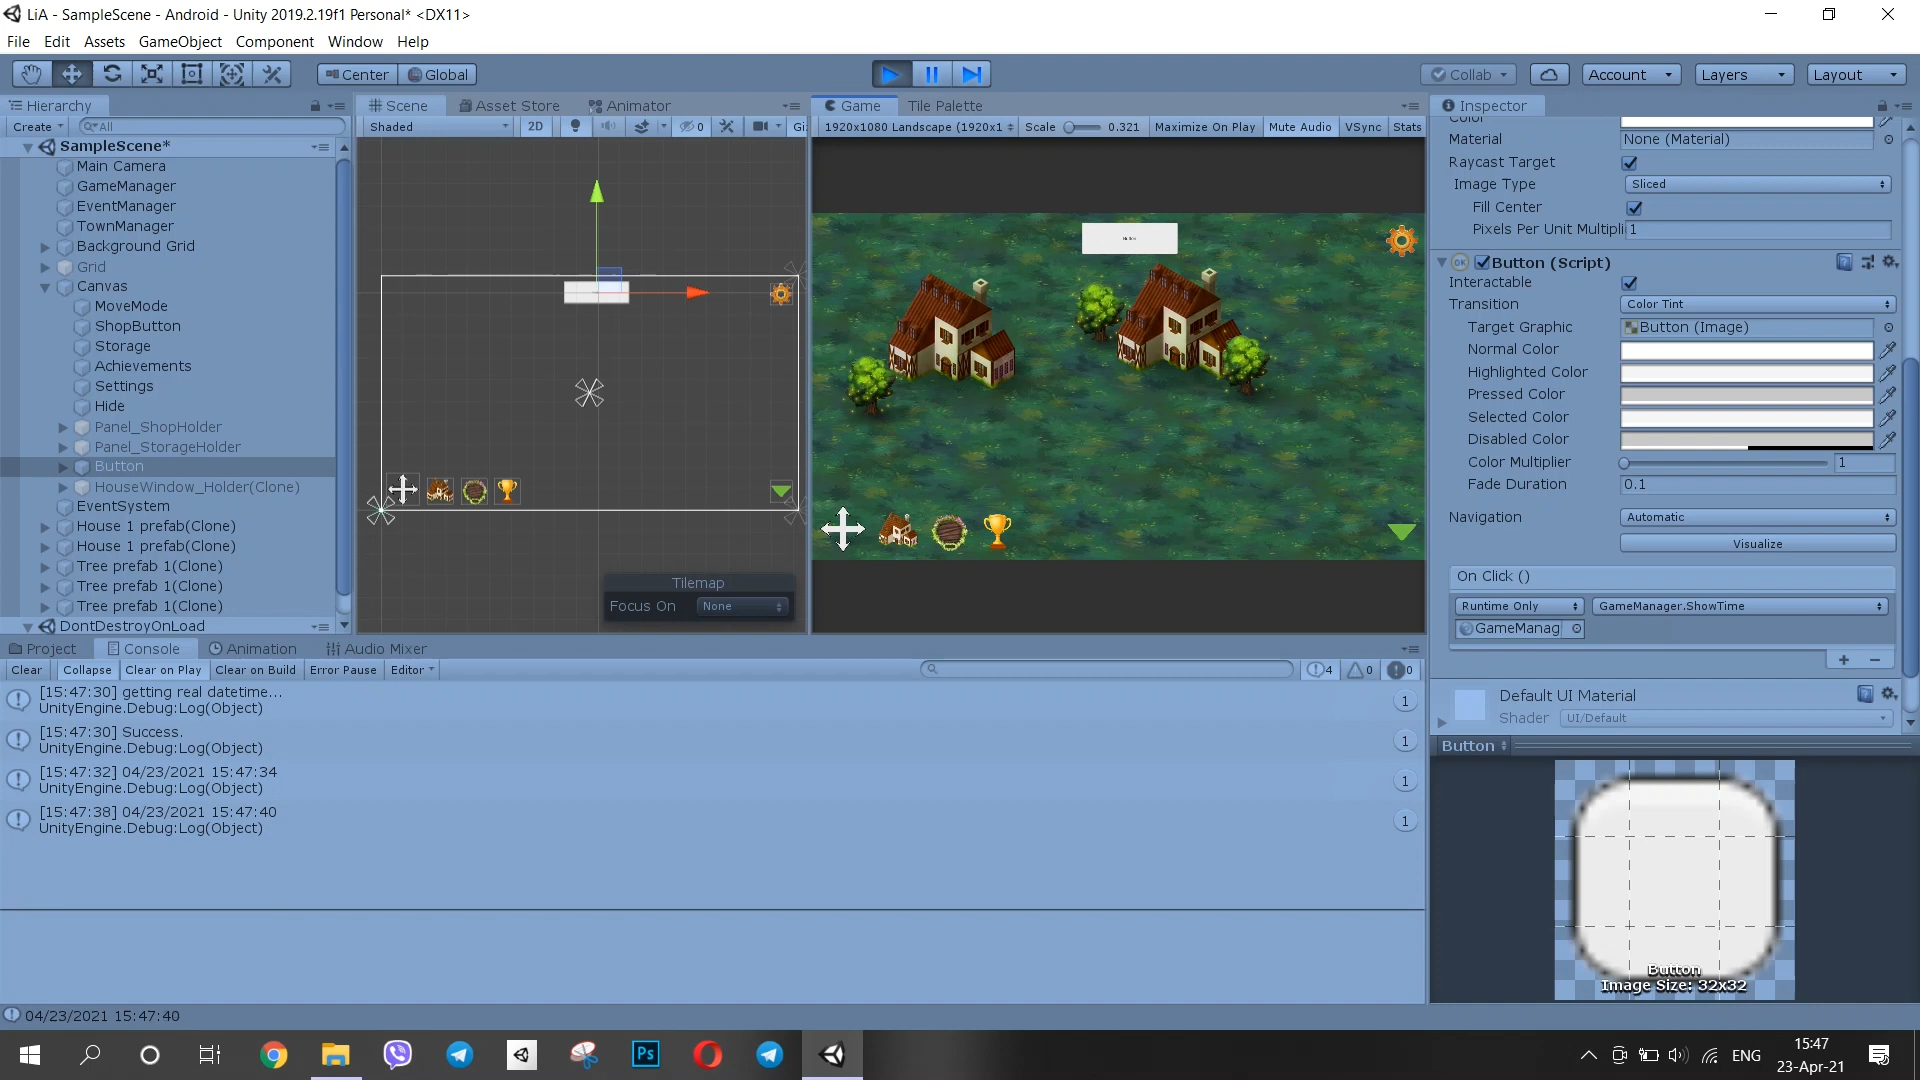 LiA - SampleScene - Android - Unity 2019.2.19f1 Personal* <DX11>
File Edit Assets GameObject Component Window Help
Center Global
Collab Account Layers Layout
Hierarchy
Create All
SampleScene*
Main Camera
GameManager
EventManager
TownManager
Background Grid
Grid
Canvas
MoveMode
ShopButton
Storage
Achievements
Settings
Hide
Panel_ShopHolder
Panel_StorageHolder
Button
HouseWindow_Holder(Clone)
EventSystem
House 1 prefab(Clone)
House 1 prefab(Clone)
Tree prefab 1(Clone)
Tree prefab 1(Clone)
Tree prefab 1(Clone)
DontDestroyOnLoad
Scene Asset Store Animator
Shaded 2D 0 Gi
Tilemap
Focus On None
Game Tile Palette
1920x1080 Landscape (1920x1 Scale 0.321 Maximize On Play Mute Audio VSync Stats
Button
Inspector
Color
Material None (Material)
Raycast Target
Image Type Sliced
Fill Center
Pixels Per Unit Multipli 1
Button (Script)
Interactable
Transition Color Tint
Target Graphic Button (Image)
Normal Color
Highlighted Color
Pressed Color
Selected Color
Disabled Color
Color Multiplier 1
Fade Duration 0.1
Navigation Automatic
Visualize
On Click ()
Runtime Only GameManager.ShowTime
GameManag
+ −
Default UI Material
Shader UI/Default
Button
Button
Image Size: 32x32
Project Console Animation Audio Mixer
Clear Collapse Clear on Play Clear on Build Error Pause Editor 4 0 0
[15:47:30] getting real datetime...
UnityEngine.Debug:Log(Object)
1
[15:47:30] Success.
UnityEngine.Debug:Log(Object)
1
[15:47:32] 04/23/2021 15:47:34
UnityEngine.Debug:Log(Object)
1
[15:47:38] 04/23/2021 15:47:40
UnityEngine.Debug:Log(Object)
1
04/23/2021 15:47:40
Ps
ENG
15:47
23-Apr-21